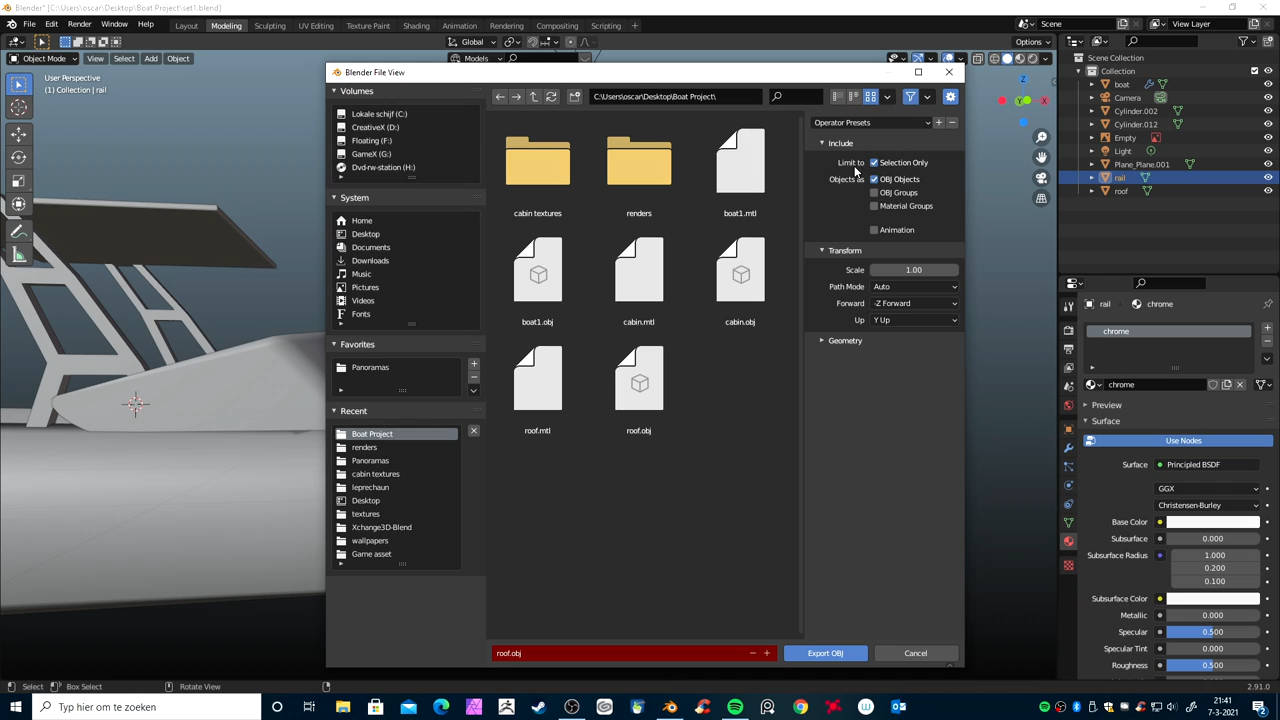 Blender* [C:\Users\oscar\Desktop\Boat Project\set1.blend]
File Edit Render Window Help Layout Modeling Sculpting UV Editing Texture Paint Shading Animation Rendering Compositing Scripting + Scene View Layer
Global Options
Object Mode View Select Add Object Models
User Perspective
(1) Collection | rail
Blender File View
Volumes
Lokale schijf (C:)
CreativeX (D:)
Floating (F:)
GameX (G:)
Dvd-rw-station (H:)
System
Home
Desktop
Documents
Downloads
Music
Pictures
Videos
Fonts
Favorites
Panoramas
Recent
Boat Project
renders
Panoramas
cabin textures
leprechaun
Desktop
textures
Xchange3D-Blend
wallpapers
Game asset
C:\Users\oscar\Desktop\Boat Project\
cabin textures renders boat1.mtl
boat1.obj cabin.mtl cabin.obj
roof.mtl roof.obj
roof.obj Export OBJ Cancel
Operator Presets
Include
Limit to Selection Only
Objects as OBJ Objects
OBJ Groups
Material Groups
Animation
Transform
Scale 1.00
Path Mode Auto
Forward -Z Forward
Up Y Up
Geometry
Z
Y X
Scene Collection
Collection
boat
Camera
Cylinder.002
Cylinder.012
Empty
Light
Plane_Plane.001
rail
roof
rail chrome
chrome
chrome
Preview
Surface
Use Nodes
Surface Principled BSDF
GGX
Christensen-Burley
Base Color
Subsurface 0.000
Subsurface Radius 1.000
0.200
0.100
Subsurface Color
Metallic 0.000
Specular 0.500
Specular Tint 0.000
Roughness 0.500
Select Box Select Rotate View 2.91.0
Typ hier om te zoeken
21:41
7-3-2021